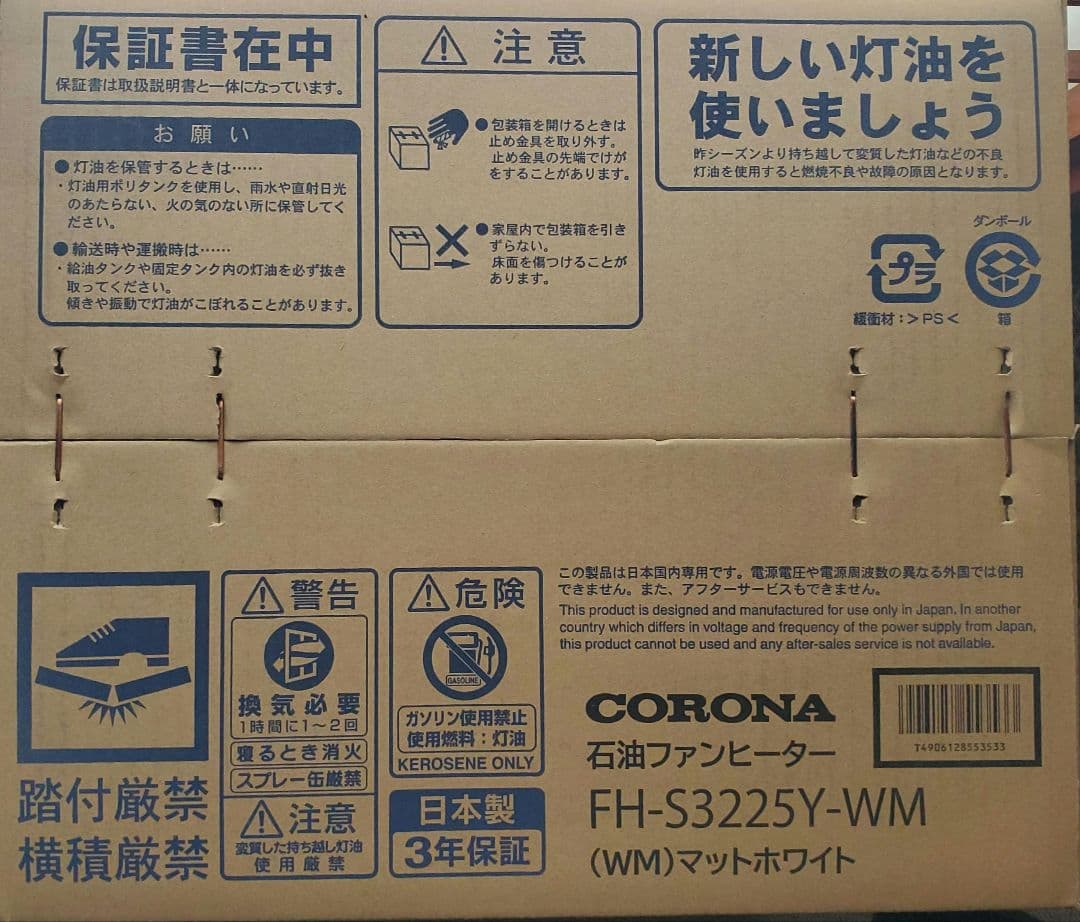 保証書在中
保証書は取扱説明書と一体になっています。
お願い
●灯油を保管するときは……
・灯油用ポリタンクを使用し、雨水や直射日光
のあたらない、火の気のない所に保管してく
ださい。
●輸送時や運搬時は……
・給油タンクや固定タンク内の灯油を必ず抜き
取ってください。
傾きや振動で灯油がこぼれることがあります。
注意
●包装箱を開けるときは
止め金具を取り外す。
止め金具の先端でけが
をすることがあります。
●家屋内で包装箱を引き
ずらない。
床面を傷つけることが
あります。
新しい灯油を
使いましょう
昨シーズンより持ち越して変質した灯油などの不良
灯油を使用すると燃焼不良や故障の原因となります。
ダンボール
プラ
緩衝材:>PS<
箱
踏付厳禁
横積厳禁
警告
換気必要
1時間に1~2回
寝るとき消火
スプレー缶厳禁
注意
変質した持ち越し灯油
使用厳禁
危険
GASOLINE
ガソリン使用禁止
使用燃料:灯油
KEROSENE ONLY
日本製
3年保証
この製品は日本国内専用です。電源電圧や電源周波数の異なる外国では使用
できません。また、アフターサービスもできません。
This product is designed and manufactured for use only in Japan. In another
country which differs in voltage and frequency of the power supply from Japan,
this product cannot be used and any after-sales service is not available.
CORONA
石油ファンヒーター
FH-S3225Y-WM
(WM)マットホワイト
T4906128553533